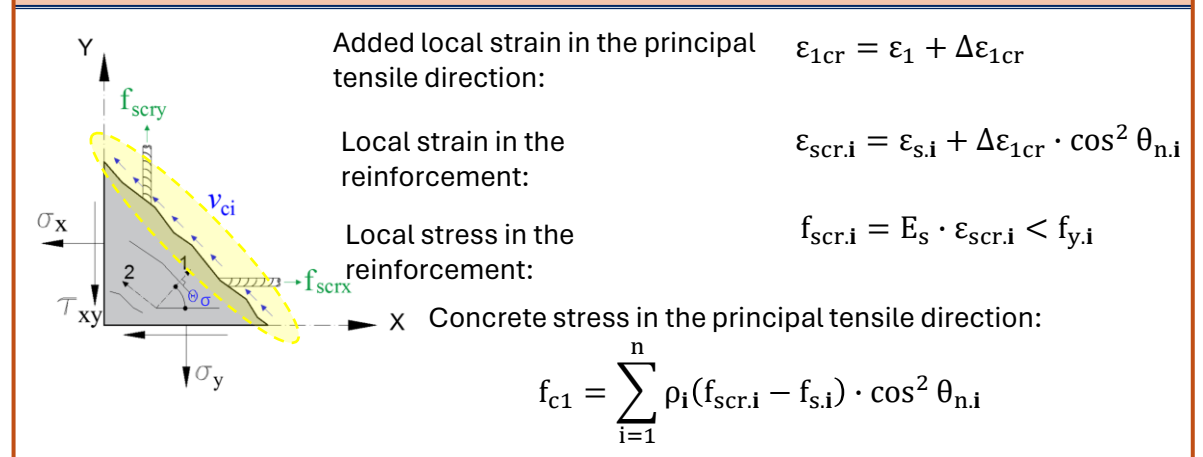 Y
f_scry
v_ci
σ_x
2
1
Θ_σ
f_scrx
τ_xy
X
σ_y
Added local strain in the principal
tensile direction:
ε_1cr = ε_1 + Δε_1cr
Local strain in the
reinforcement:
ε_scr.i = ε_s.i + Δε_1cr · cos² θ_n.i
Local stress in the
reinforcement:
f_scr.i = E_s · ε_scr.i < f_y.i
Concrete stress in the principal tensile direction:
f_c1 = ∑_{i=1}^{n} ρ_i(f_scr.i − f_s.i) · cos² θ_n.i